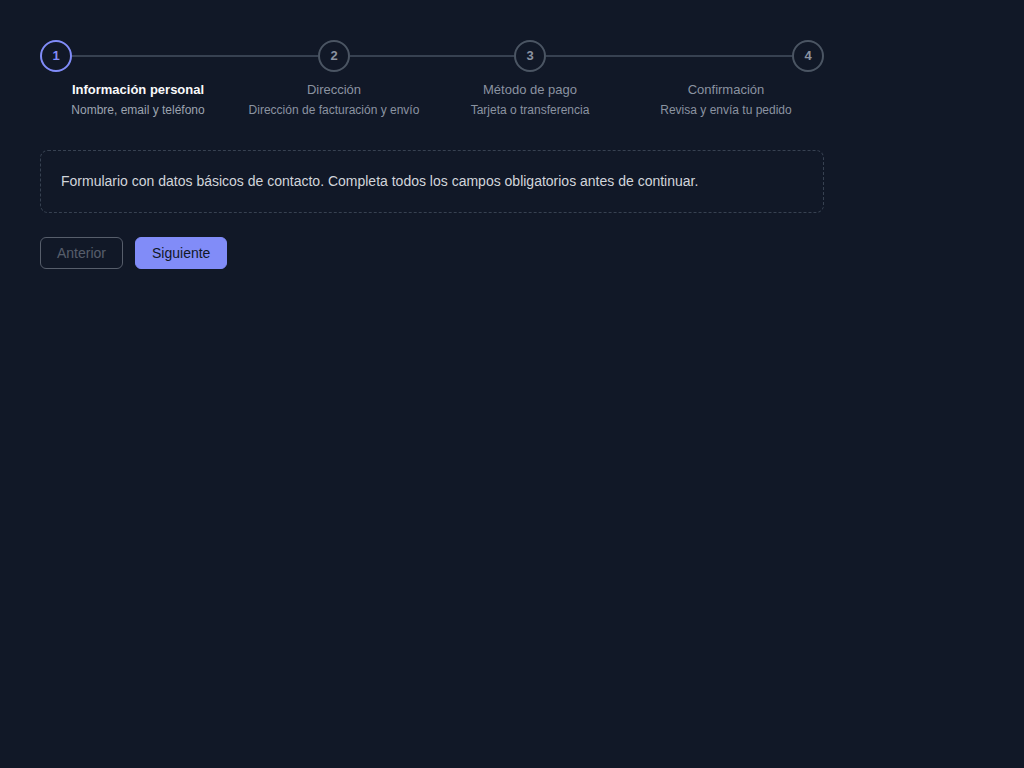 1
2
3
4
Información personal
Nombre, email y teléfono
Dirección
Dirección de facturación y envío
Método de pago
Tarjeta o transferencia
Confirmación
Revisa y envía tu pedido
Formulario con datos básicos de contacto. Completa todos los campos obligatorios antes de continuar.
Anterior
Siguiente